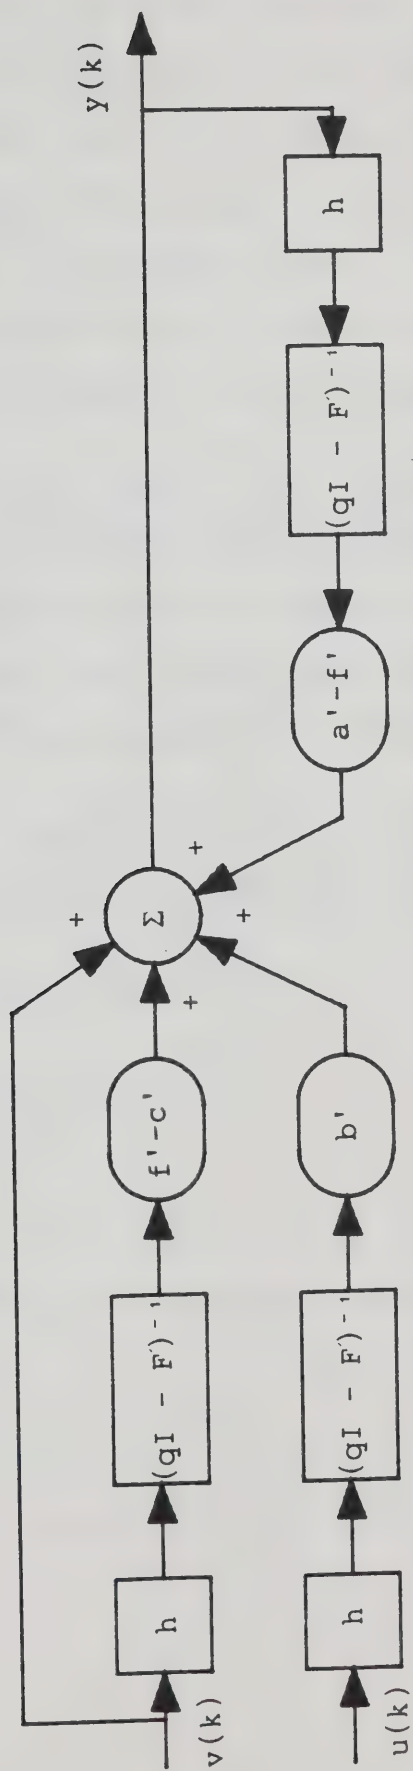 v(k)
h
(qI - F)⁻¹
f'-c'
+
+
Σ
+
+
y(k)
u(k)
h
(qI - F)⁻¹
b'
a'-f'
(qI - F)⁻¹
h